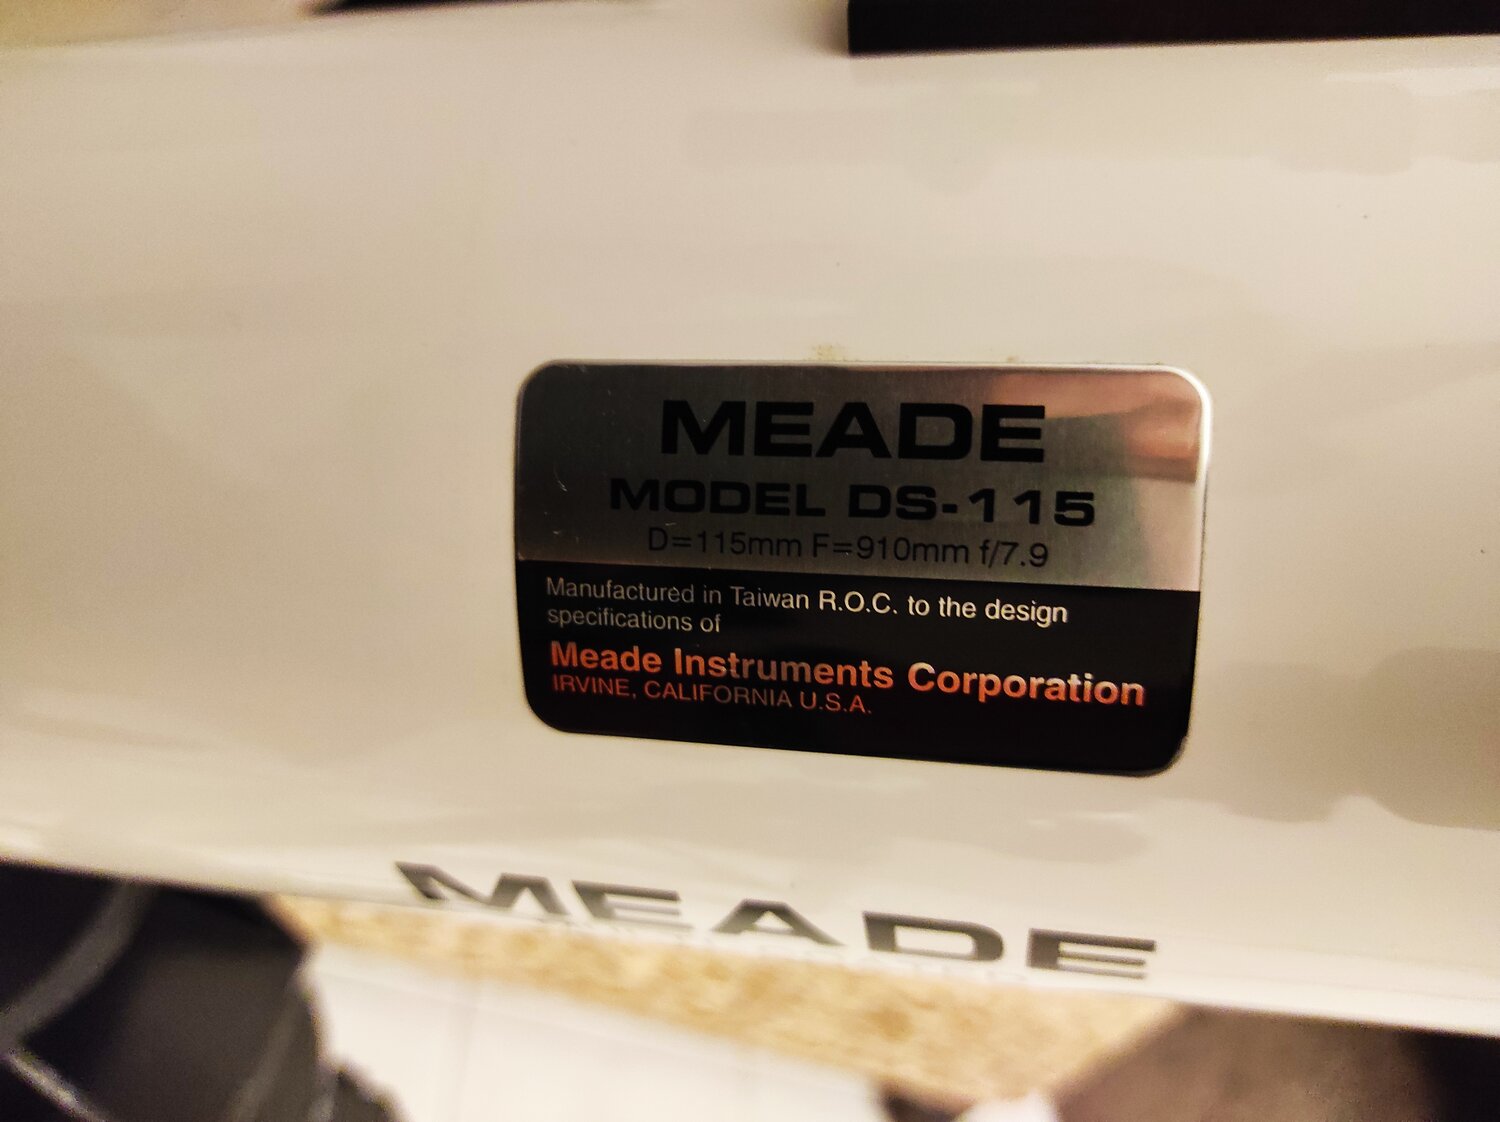 MEADE
MODEL DS-115
D=115mm F=910mm f/7.9
Manufactured in Taiwan R.O.C. to the design
specifications of
Meade Instruments Corporation
IRVINE, CALIFORNIA U.S.A.
MEADE